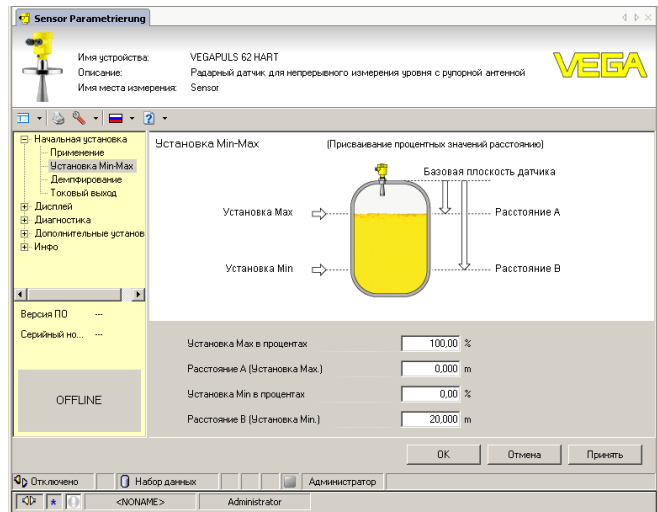 Sensor Parametrierung
Имя устройства: VEGAPULS 62 HART
Описание: Радарный датчик для непрерывного измерения уровня с рупорной антенной
Имя места измерения: Sensor
VEGA
Начальная установка
Применение
Установка Min-Max
Демпфирование
Токовый выход
Дисплей
Диагностика
Дополнительные установ
Инфо
Версия ПО ---
Серийный но... ---
OFFLINE
Установка Min-Max (Присваивание процентных значений расстоянию)
Базовая плоскость датчика
Установка Max Расстояние A
Установка Min Расстояние B
Установка Max в процентах 100,00 %
Расстояние A (Установка Max.) 0,000 m
Установка Min в процентах 0,00 %
Расстояние B (Установка Min.) 20,000 m
OK Отмена Принять
Отключено Набор данных Администратор
<NONAME> Administrator